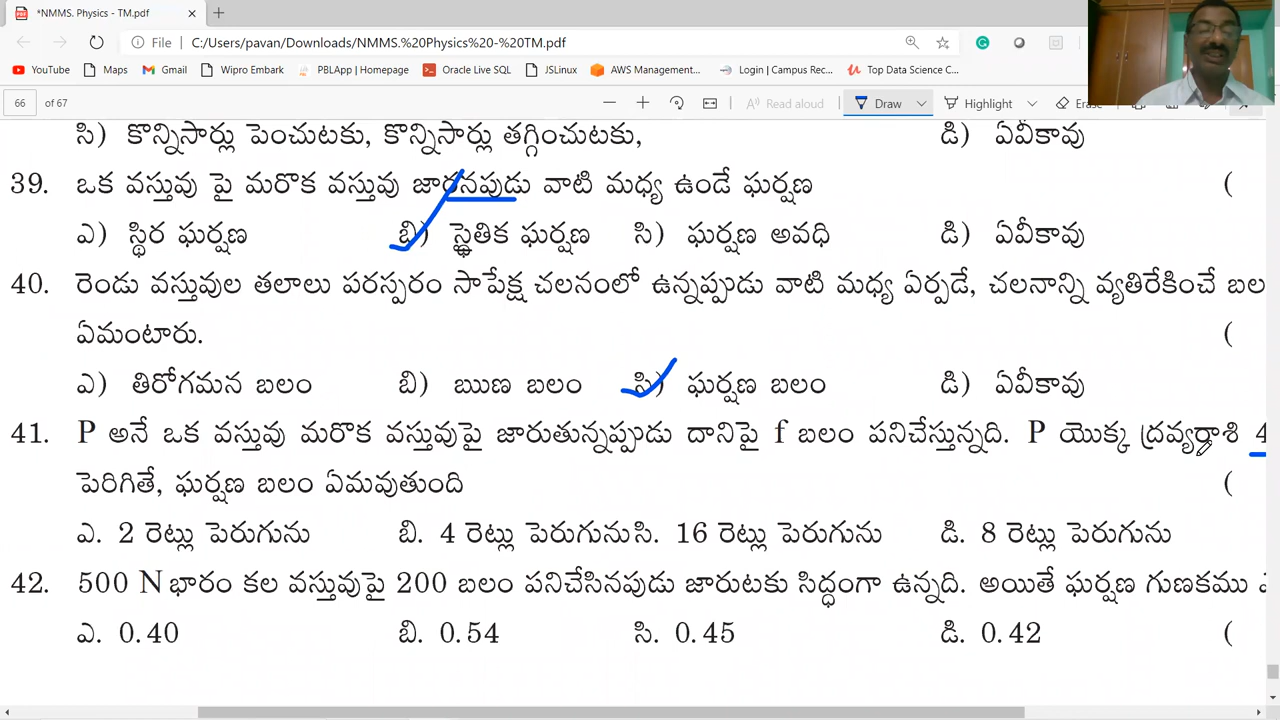 *NMMS. Physics - TM.pdf
File C:/Users/pavan/Downloads/NMMS.%20Physics%20-%20TM.pdf
YouTube Maps Gmail Wipro Embark PBLApp | Homepage Oracle Live SQL JSLinux AWS Management... Login | Campus Rec... Top Data Science C...
66 of 67 Read aloud Draw Highlight
సి) కొన్నిసార్లు పెంచుటకు, కొన్నిసార్లు తగ్గించుటకు, డి) ఏవీకావు
39. ఒక వస్తువు పై మరొక వస్తువు జారనపుడు వాటి మధ్య ఉండే ఘర్షణ (
ఎ) స్థిర ఘర్షణ బి) స్థైతిక ఘర్షణ సి) ఘర్షణ అవధి డి) ఏవీకావు
40. రెండు వస్తువుల తలాలు పరస్పరం సాపేక్ష చలనంలో ఉన్నప్పుడు వాటి మధ్య ఏర్పడే, చలనాన్ని వ్యతిరేకించే బల
ఏమంటారు. (
ఎ) తిరోగమన బలం బి) ఋణ బలం సి) ఘర్షణ బలం డి) ఏవీకావు
41. P అనే ఒక వస్తువు మరొక వస్తువుపై జారుతున్నప్పుడు దానిపై f బలం పనిచేస్తున్నది. P యొక్క ద్రవ్యరాశి 4
పెరిగితే, ఘర్షణ బలం ఏమవుతుంది (
ఎ. 2 రెట్లు పెరుగును బి. 4 రెట్లు పెరుగును సి. 16 రెట్లు పెరుగును డి. 8 రెట్లు పెరుగును
42. 500 N భారం కల వస్తువుపై 200 బలం పనిచేసినపుడు జారుటకు సిద్ధంగా ఉన్నది. అయితే ఘర్షణ గుణకము
ఎ. 0.40 బి. 0.54 సి. 0.45 డి. 0.42 (